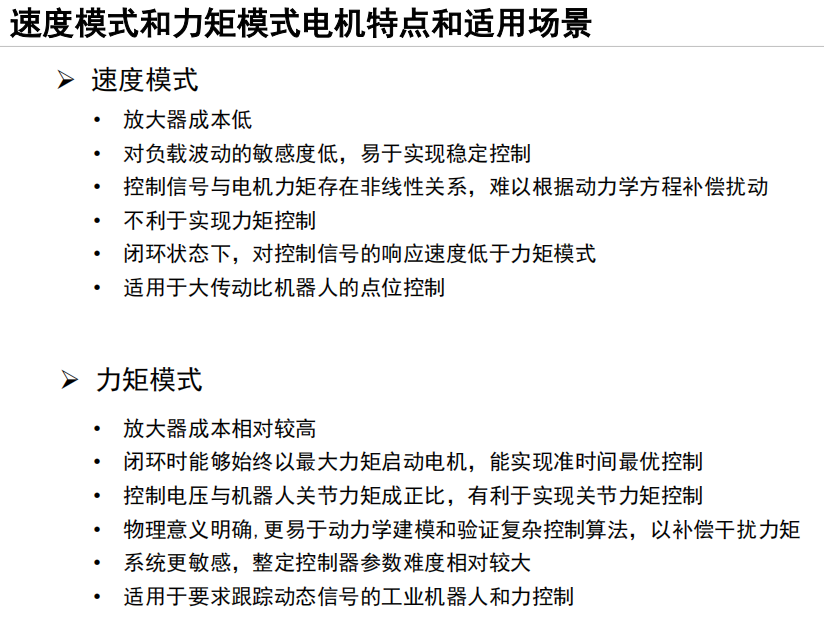 速度模式和力矩模式电机特点和适用场景
➢ 速度模式
• 放大器成本低
• 对负载波动的敏感度低，易于实现稳定控制
• 控制信号与电机力矩存在非线性关系，难以根据动力学方程补偿扰动
• 不利于实现力矩控制
• 闭环状态下，对控制信号的响应速度低于力矩模式
• 适用于大传动比机器人的点位控制
➢ 力矩模式
• 放大器成本相对较高
• 闭环时能够始终以最大力矩启动电机，能实现准时间最优控制
• 控制电压与机器人关节力矩成正比，有利于实现关节力矩控制
• 物理意义明确,更易于动力学建模和验证复杂控制算法，以补偿干扰力矩
• 系统更敏感，整定控制器参数难度相对较大
• 适用于要求跟踪动态信号的工业机器人和力控制